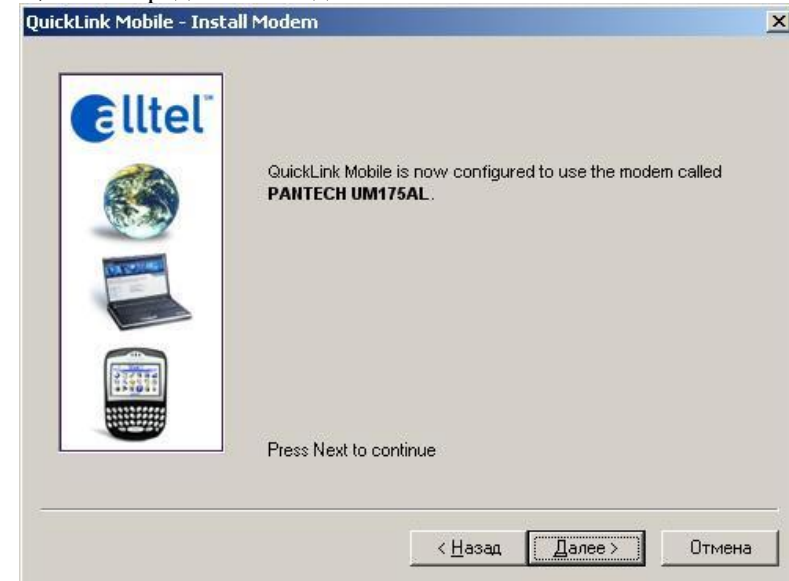 QuickLink Mobile - Install Modem
alltel
QuickLink Mobile is now configured to use the modem called
PANTECH UM175AL.
Press Next to continue
< Назад Далее > Отмена